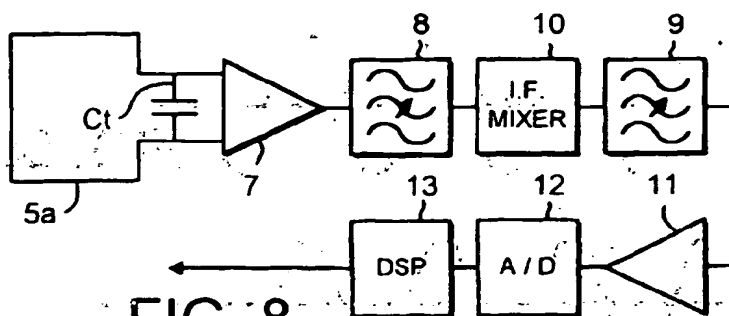 8 10 9
I.F.
MIXER
Ct
7
5a
13 12 11
DSP A / D
FIG. 8